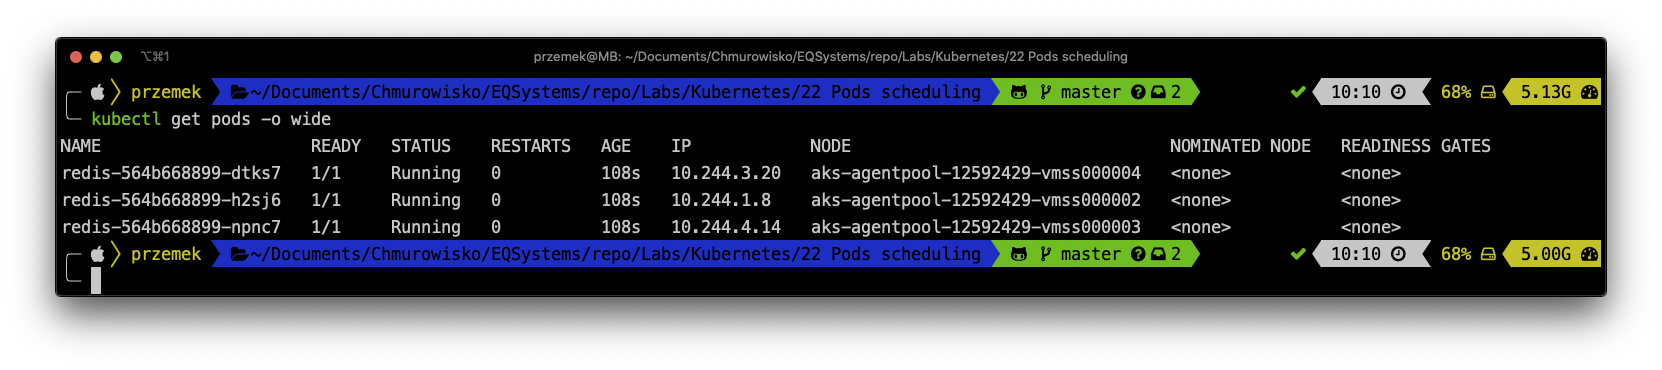 ⌥⌘1 przemek@MB: ~/Documents/Chmurowisko/EQSystems/repo/Labs/Kubernetes/22 Pods scheduling
przemek ~/Documents/Chmurowisko/EQSystems/repo/Labs/Kubernetes/22 Pods scheduling master 2 ✔ 10:10 68% 5.13G
kubectl get pods -o wide
NAME READY STATUS RESTARTS AGE IP NODE NOMINATED NODE READINESS GATES
redis-564b668899-dtks7 1/1 Running 0 108s 10.244.3.20 aks-agentpool-12592429-vmss000004 <none> <none>
redis-564b668899-h2sj6 1/1 Running 0 108s 10.244.1.8 aks-agentpool-12592429-vmss000002 <none> <none>
redis-564b668899-npnc7 1/1 Running 0 108s 10.244.4.14 aks-agentpool-12592429-vmss000003 <none> <none>
przemek ~/Documents/Chmurowisko/EQSystems/repo/Labs/Kubernetes/22 Pods scheduling master 2 ✔ 10:10 68% 5.00G